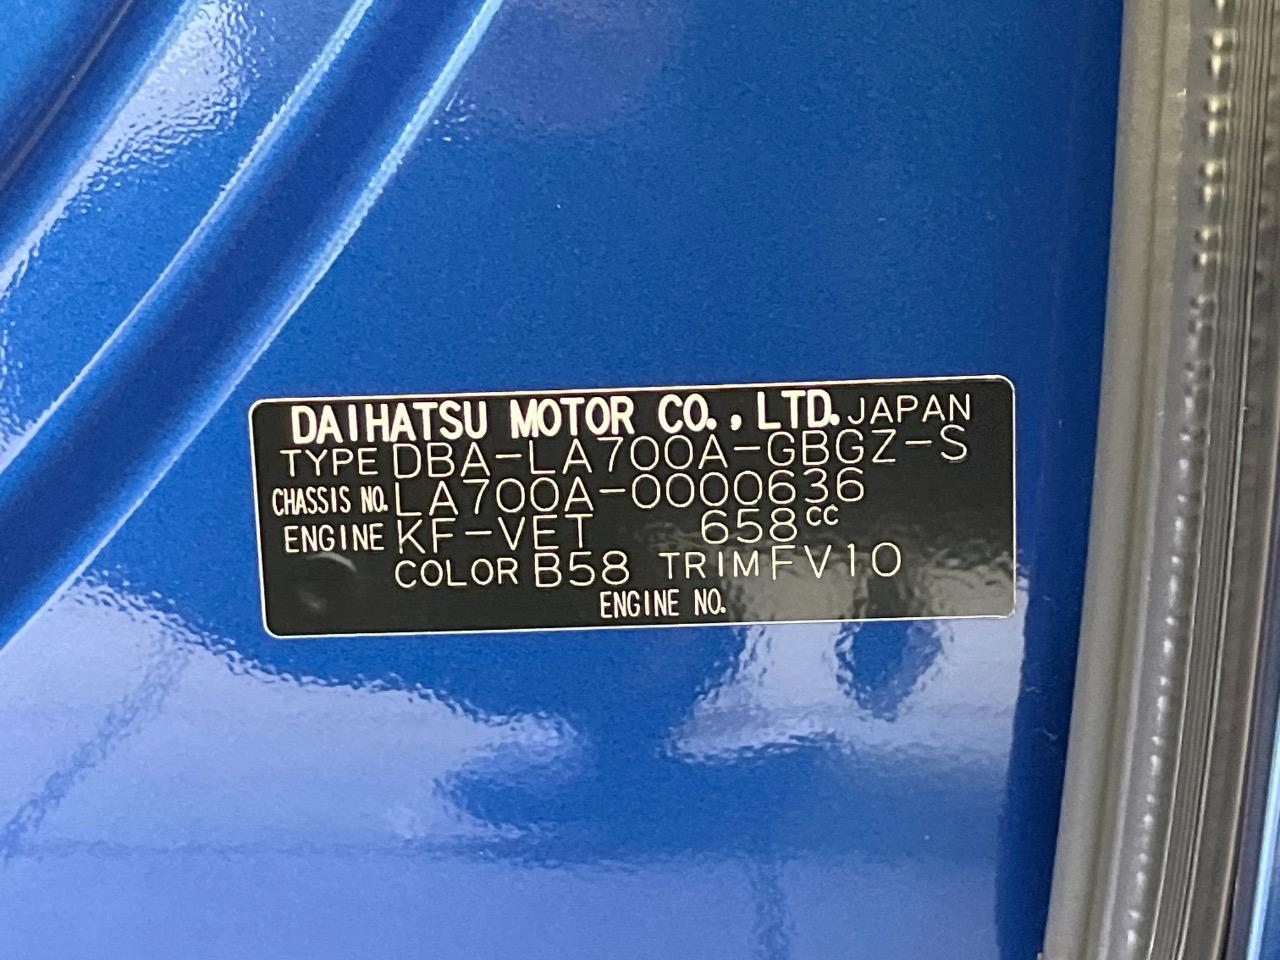 DAIHATSU MOTOR CO., LTD. JAPAN
TYPE DBA-LA700A-GBGZ-S
CHASSIS NO. LA700A-0000636
ENGINE KF-VET 658cc
COLOR B58 TRIM FV10
ENGINE NO.